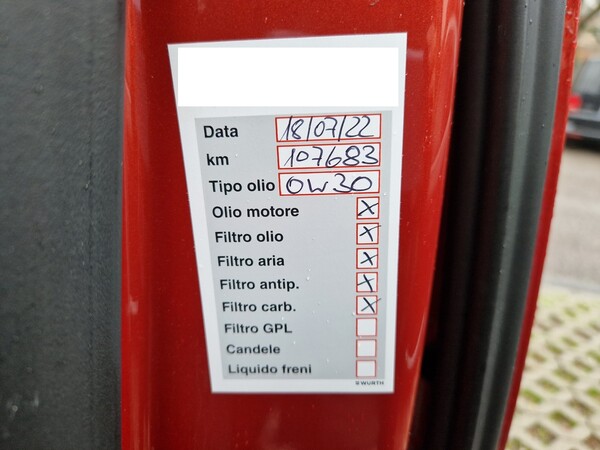 Data 18/07/22
km 107683
Tipo olio 0W30
Olio motore X
Filtro olio X
Filtro aria X
Filtro antip. X
Filtro carb. X
Filtro GPL
Candele
Liquido freni
WÜRTH